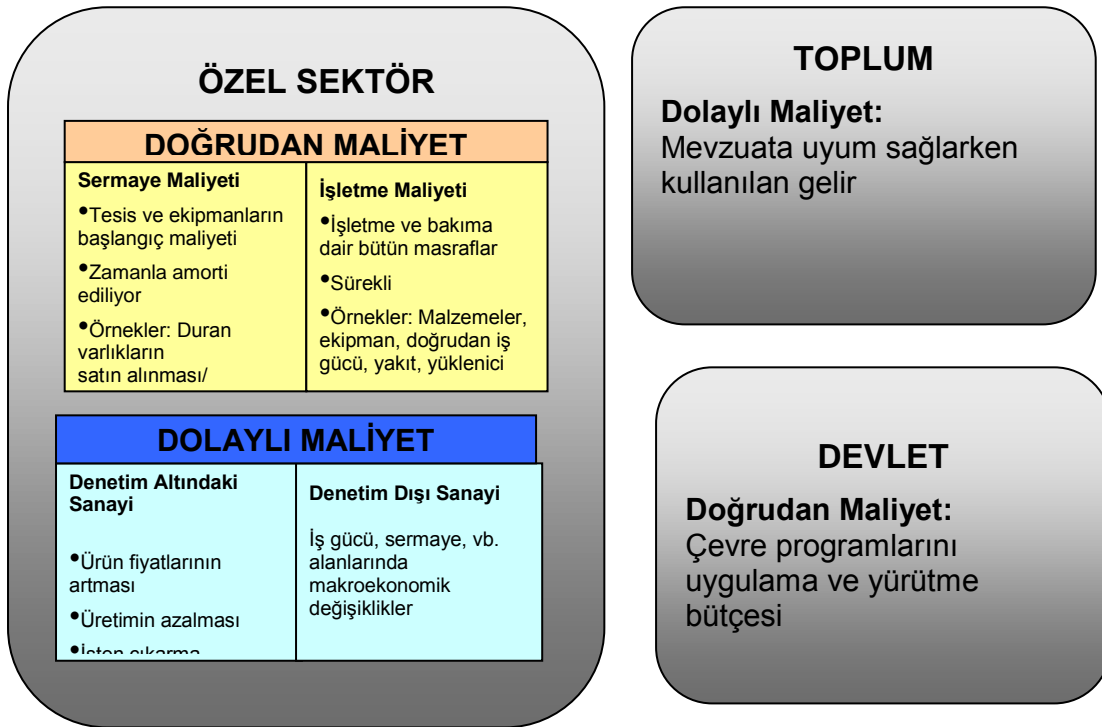 ÖZEL SEKTÖR
DOĞRUDAN MALİYET
Sermaye Maliyeti
•Tesis ve ekipmanların
başlangıç maliyeti
•Zamanla amorti
ediliyor
•Örnekler: Duran
varlıkların
satın alınması/
İşletme Maliyeti
•İşletme ve bakıma
dair bütün masraflar
•Sürekli
•Örnekler: Malzemeler,
ekipman, doğrudan iş
gücü, yakıt, yüklenici
DOLAYLI MALİYET
Denetim Altındaki
Sanayi
•Ürün fiyatlarının
artması
•Üretimin azalması
•İşten çıkarma
Denetim Dışı Sanayi
İş gücü, sermaye, vb.
alanlarında
makroekonomik
değişiklikler
TOPLUM
Dolaylı Maliyet:
Mevzuata uyum sağlarken
kullanılan gelir
DEVLET
Doğrudan Maliyet:
Çevre programlarını
uygulama ve yürütme
bütçesi